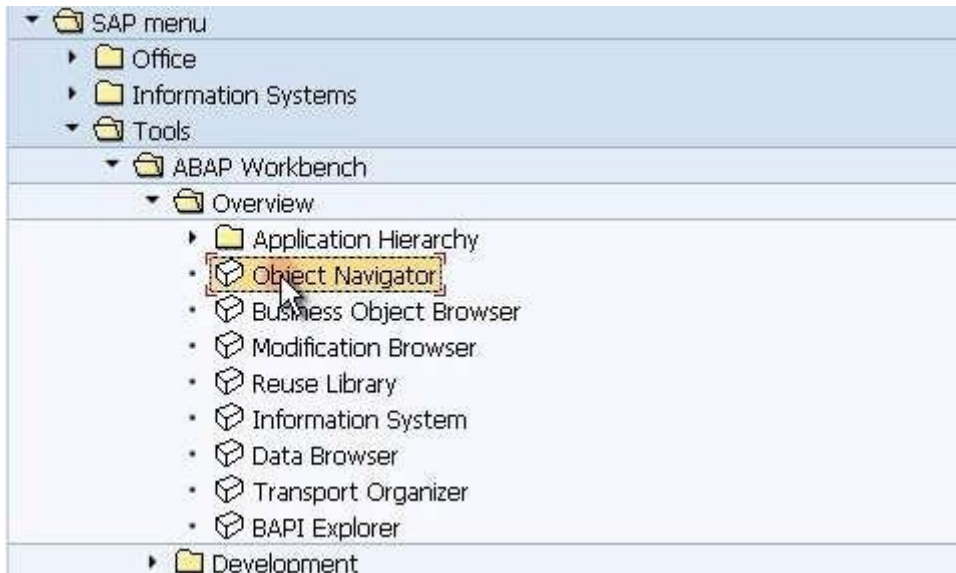 SAP menu
Office
Information Systems
Tools
ABAP Workbench
Overview
Application Hierarchy
Object Navigator
Business Object Browser
Modification Browser
Reuse Library
Information System
Data Browser
Transport Organizer
BAPI Explorer
Development